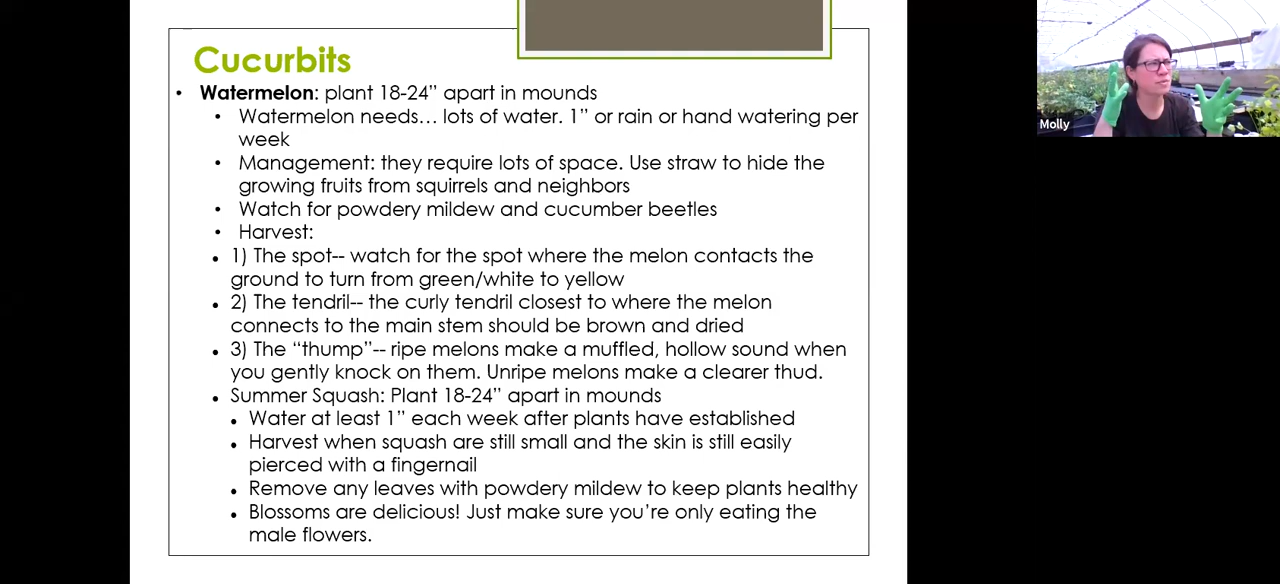 Cucurbits
• Watermelon: plant 18-24” apart in mounds
• Watermelon needs… lots of water. 1” or rain or hand watering per
week
• Management: they require lots of space. Use straw to hide the
growing fruits from squirrels and neighbors
• Watch for powdery mildew and cucumber beetles
• Harvest:
• 1) The spot-- watch for the spot where the melon contacts the
ground to turn from green/white to yellow
• 2) The tendril-- the curly tendril closest to where the melon
connects to the main stem should be brown and dried
• 3) The “thump”-- ripe melons make a muffled, hollow sound when
you gently knock on them. Unripe melons make a clearer thud.
• Summer Squash: Plant 18-24” apart in mounds
• Water at least 1” each week after plants have established
• Harvest when squash are still small and the skin is still easily
pierced with a fingernail
• Remove any leaves with powdery mildew to keep plants healthy
• Blossoms are delicious! Just make sure you’re only eating the
male flowers.
Molly